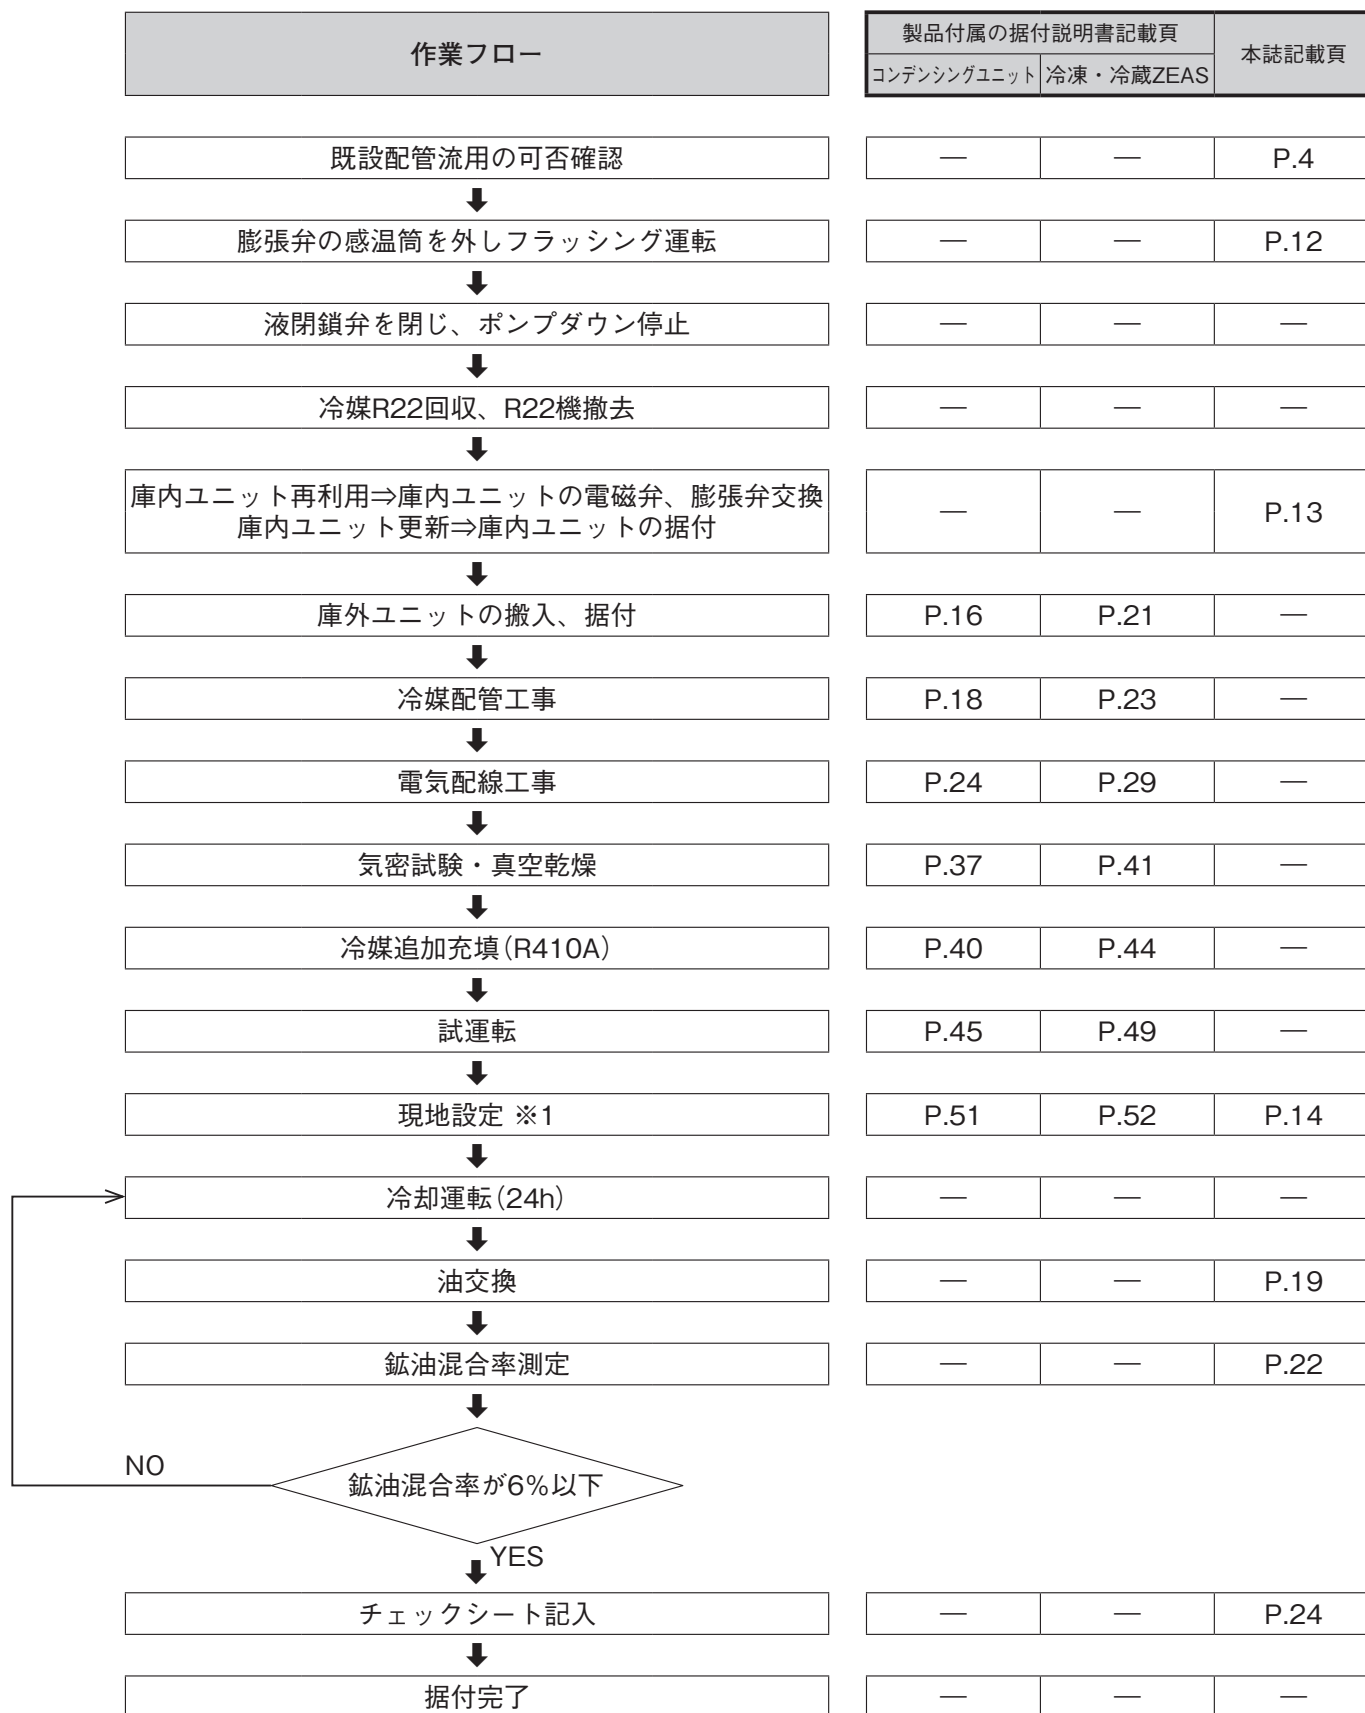 作業フロー
製品付属の据付説明書記載頁
本誌記載頁
コンデンシングユニット 冷凍・冷蔵ZEAS
既設配管流用の可否確認 — — P.4
膨張弁の感温筒を外しフラッシング運転 — — P.12
液閉鎖弁を閉じ、ポンプダウン停止 — — —
冷媒R22回収、R22機撤去 — — —
庫内ユニット再利用⇒庫内ユニットの電磁弁、膨張弁交換
庫内ユニット更新⇒庫内ユニットの据付 — — P.13
庫外ユニットの搬入、据付 P.16 P.21 —
冷媒配管工事 P.18 P.23 —
電気配線工事 P.24 P.29 —
気密試験・真空乾燥 P.37 P.41 —
冷媒追加充填(R410A) P.40 P.44 —
試運転 P.45 P.49 —
現地設定 ※1 P.51 P.52 P.14
冷却運転(24h) — — —
油交換 — — P.19
鉱油混合率測定 — — P.22
NO
鉱油混合率が6%以下
YES
チェックシート記入 — — P.24
据付完了 — — —